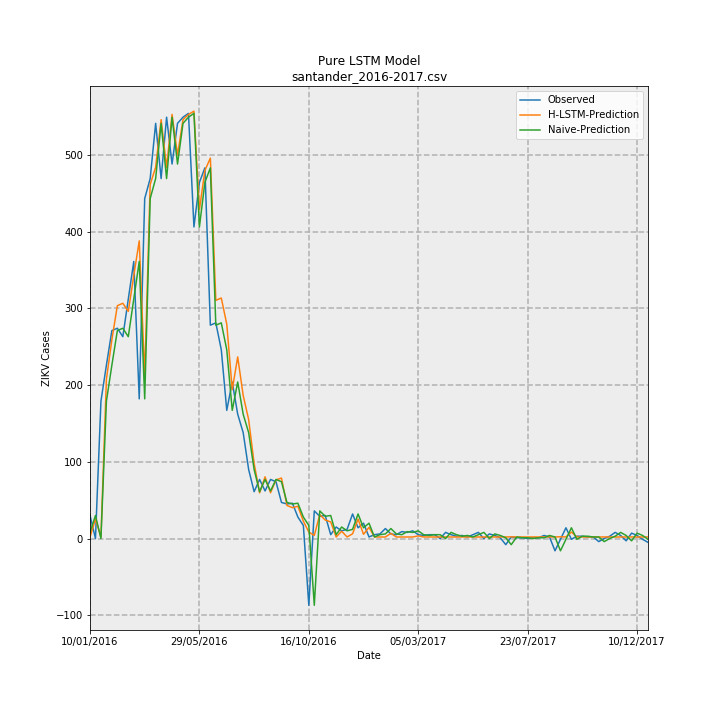 Pure LSTM Model
santander_2016-2017.csv
Observed
H-LSTM-Prediction
Naive-Prediction
ZIKV Cases
500
400
300
200
100
0
−100
10/01/2016 29/05/2016 16/10/2016 05/03/2017 23/07/2017 10/12/2017
Date